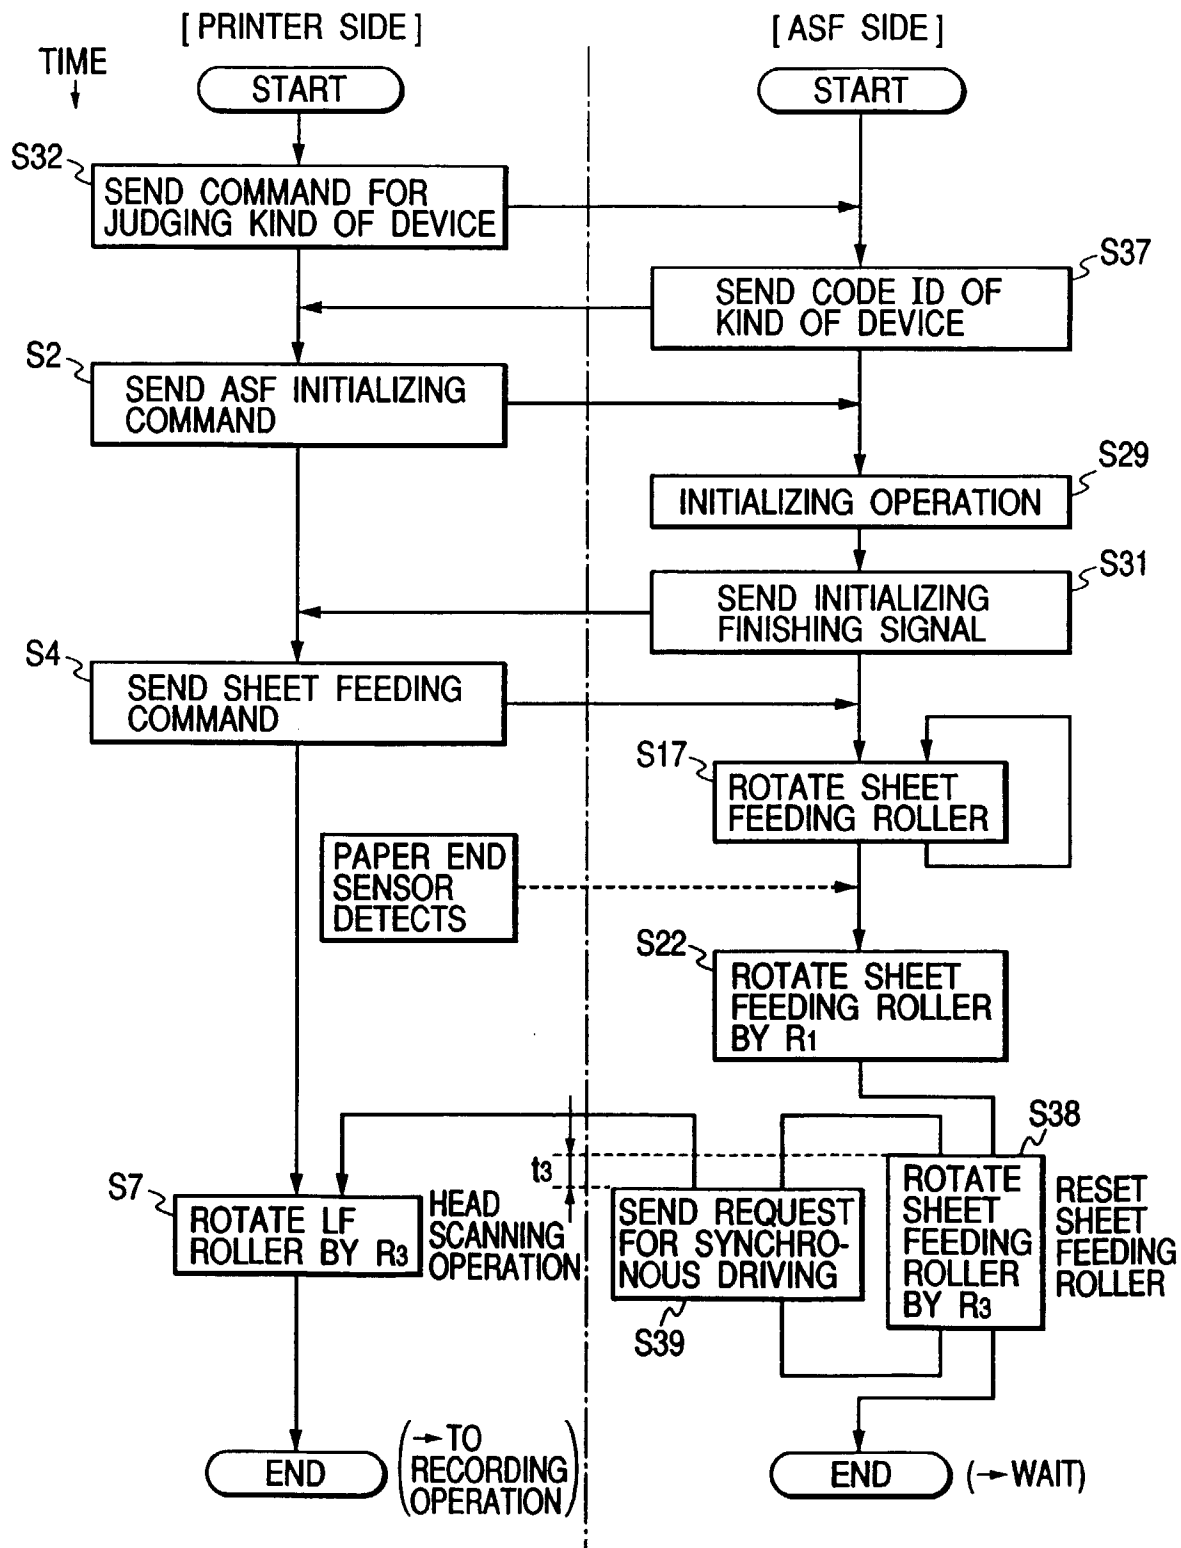 [ PRINTER SIDE ]
[ ASF SIDE ]
TIME
START
START
S32
SEND COMMAND FOR
JUDGING KIND OF DEVICE
S37
SEND CODE ID OF
KIND OF DEVICE
S2
SEND ASF INITIALIZING
COMMAND
S29
INITIALIZING OPERATION
S31
SEND INITIALIZING
FINISHING SIGNAL
S4
SEND SHEET FEEDING
COMMAND
S17
ROTATE SHEET
FEEDING ROLLER
PAPER END
SENSOR
DETECTS
S22
ROTATE SHEET
FEEDING ROLLER
BY R1
S38
t3
S7
ROTATE LF
ROLLER BY R3
HEAD
SCANNING
OPERATION
SEND REQUEST
FOR SYNCHRO-
NOUS DRIVING
S39
ROTATE
SHEET
FEEDING
ROLLER
BY R3
RESET
SHEET
FEEDING
ROLLER
END
(→ TO
RECORDING
OPERATION)
END
(→ WAIT)